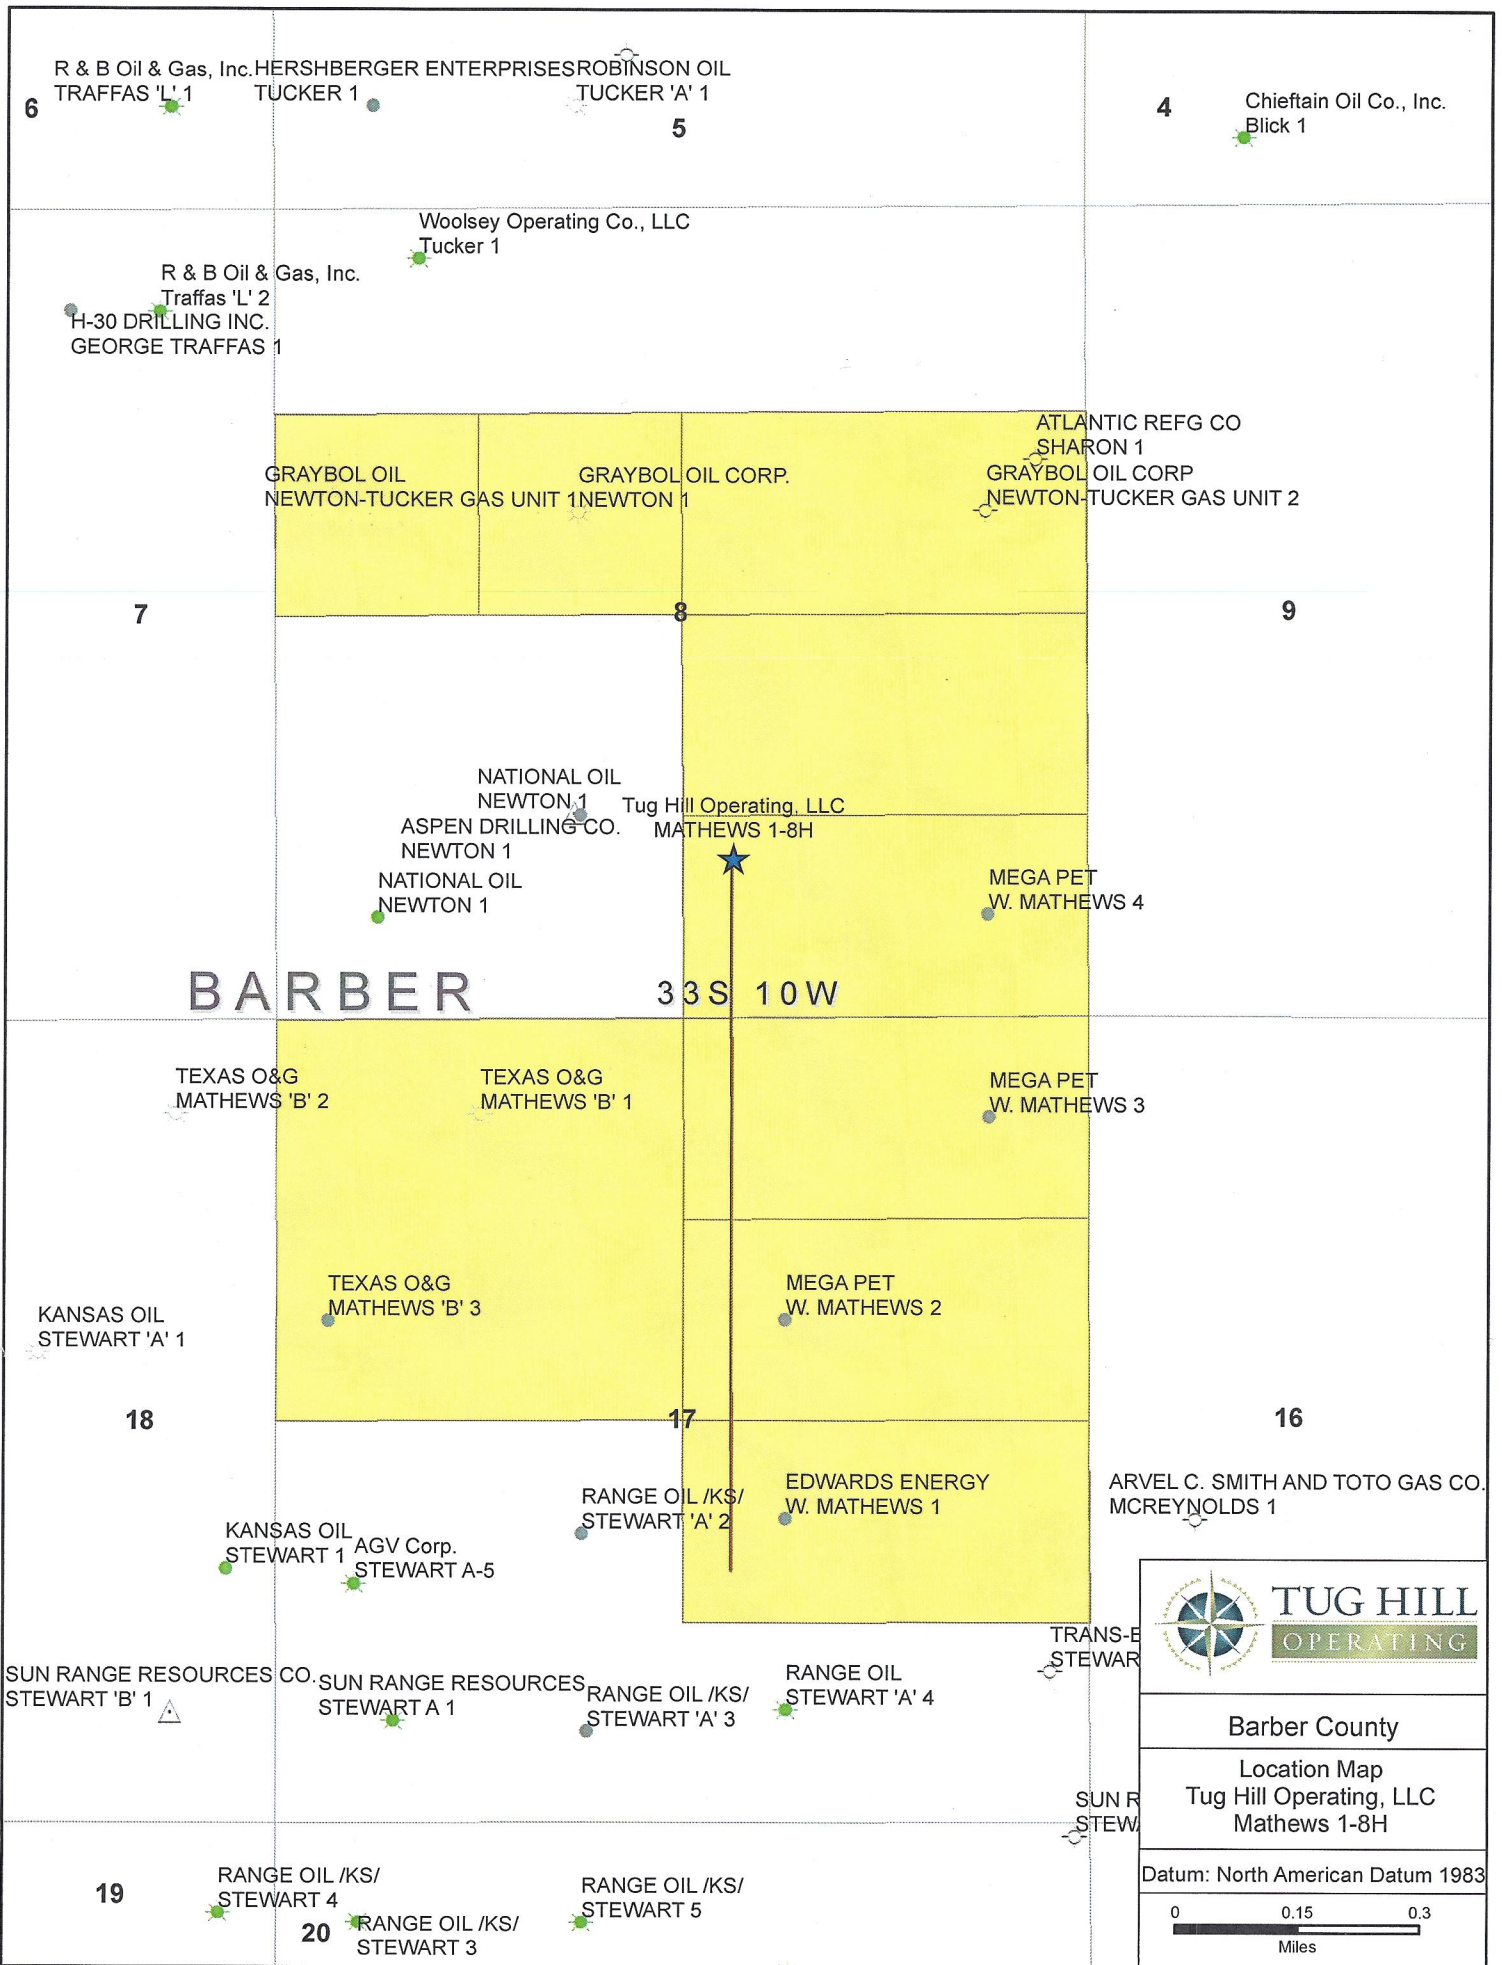 R & B Oil & Gas, Inc.
TRAFFAS 'L' 1
HERSHBERGER ENTERPRISES
TUCKER 1
ROBINSON OIL
TUCKER 'A' 1
6
5
4
Chieftain Oil Co., Inc.
Blick 1
Woolsey Operating Co., LLC
Tucker 1
R & B Oil & Gas, Inc.
Traffas 'L' 2
H-30 DRILLING INC.
GEORGE TRAFFAS 1
ATLANTIC REFG CO
SHARON 1
GRAYBOL OIL
NEWTON-TUCKER GAS UNIT 1
GRAYBOL OIL CORP.
NEWTON 1
GRAYBOL OIL CORP
NEWTON-TUCKER GAS UNIT 2
7
8
9
NATIONAL OIL
NEWTON 1
Tug Hill Operating, LLC
MATHEWS 1-8H
ASPEN DRILLING CO.
NEWTON 1
NATIONAL OIL
NEWTON 1
MEGA PET
W. MATHEWS 4
BARBER
33S 10W
TEXAS O&G
MATHEWS 'B' 2
TEXAS O&G
MATHEWS 'B' 1
MEGA PET
W. MATHEWS 3
TEXAS O&G
MATHEWS 'B' 3
MEGA PET
W. MATHEWS 2
KANSAS OIL
STEWART 'A' 1
18
17
16
EDWARDS ENERGY
W. MATHEWS 1
ARVEL C. SMITH AND TOTO GAS CO.
MCREYNOLDS 1
RANGE OIL /KS/
STEWART 'A' 2
KANSAS OIL
STEWART 1
AGV Corp.
STEWART A-5
TUG HILL
OPERATING
TRANS-E
STEWAR
SUN RANGE RESOURCES CO.
STEWART 'B' 1
SUN RANGE RESOURCES
STEWART A 1
RANGE OIL /KS/
STEWART 'A' 3
RANGE OIL
STEWART 'A' 4
Barber County
Location Map
Tug Hill Operating, LLC
Mathews 1-8H
SUN R
STEW
Datum: North American Datum 1983
19
RANGE OIL /KS/
STEWART 4
20
RANGE OIL /KS/
STEWART 3
RANGE OIL /KS/
STEWART 5
0 0.15 0.3
Miles